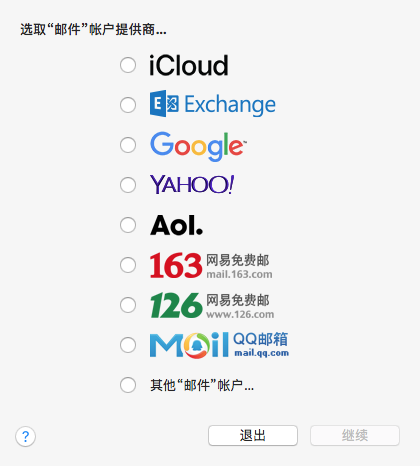 选取“邮件”帐户提供商...
iCloud
E Exchange
Google™
YAHOO!
Aol.
163 网易免费邮
mail.163.com
126 网易免费邮
www.126.com
Mail QQ邮箱
mail.qq.com
其他“邮件”帐户...
? 退出 继续